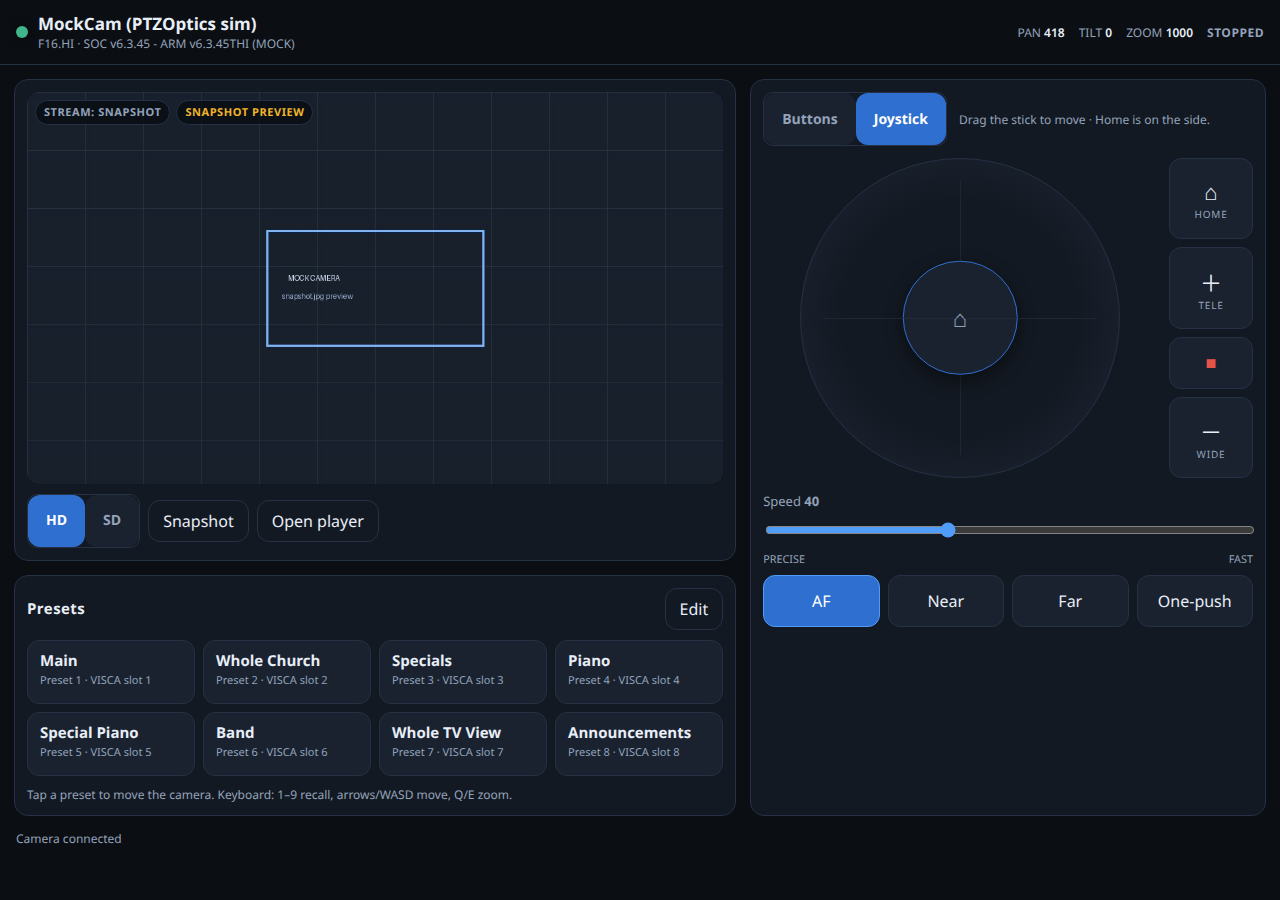 MockCam (PTZOptics sim)
F16.HI · SOC v6.3.45 - ARM v6.3.45THI (MOCK)
PAN 418 TILT 0 ZOOM 1000 STOPPED
STREAM: SNAPSHOT SNAPSHOT PREVIEW
MOCK CAMERA
snapshot.jpg preview
HD SD Snapshot Open player
Presets Edit
Main
Preset 1 · VISCA slot 1
Whole Church
Preset 2 · VISCA slot 2
Specials
Preset 3 · VISCA slot 3
Piano
Preset 4 · VISCA slot 4
Special Piano
Preset 5 · VISCA slot 5
Band
Preset 6 · VISCA slot 6
Whole TV View
Preset 7 · VISCA slot 7
Announcements
Preset 8 · VISCA slot 8
Tap a preset to move the camera. Keyboard: 1–9 recall, arrows/WASD move, Q/E zoom.
Buttons Joystick Drag the stick to move · Home is on the side.
HOME
TELE
WIDE
Speed 40
PRECISE FAST
AF Near Far One-push
Camera connected